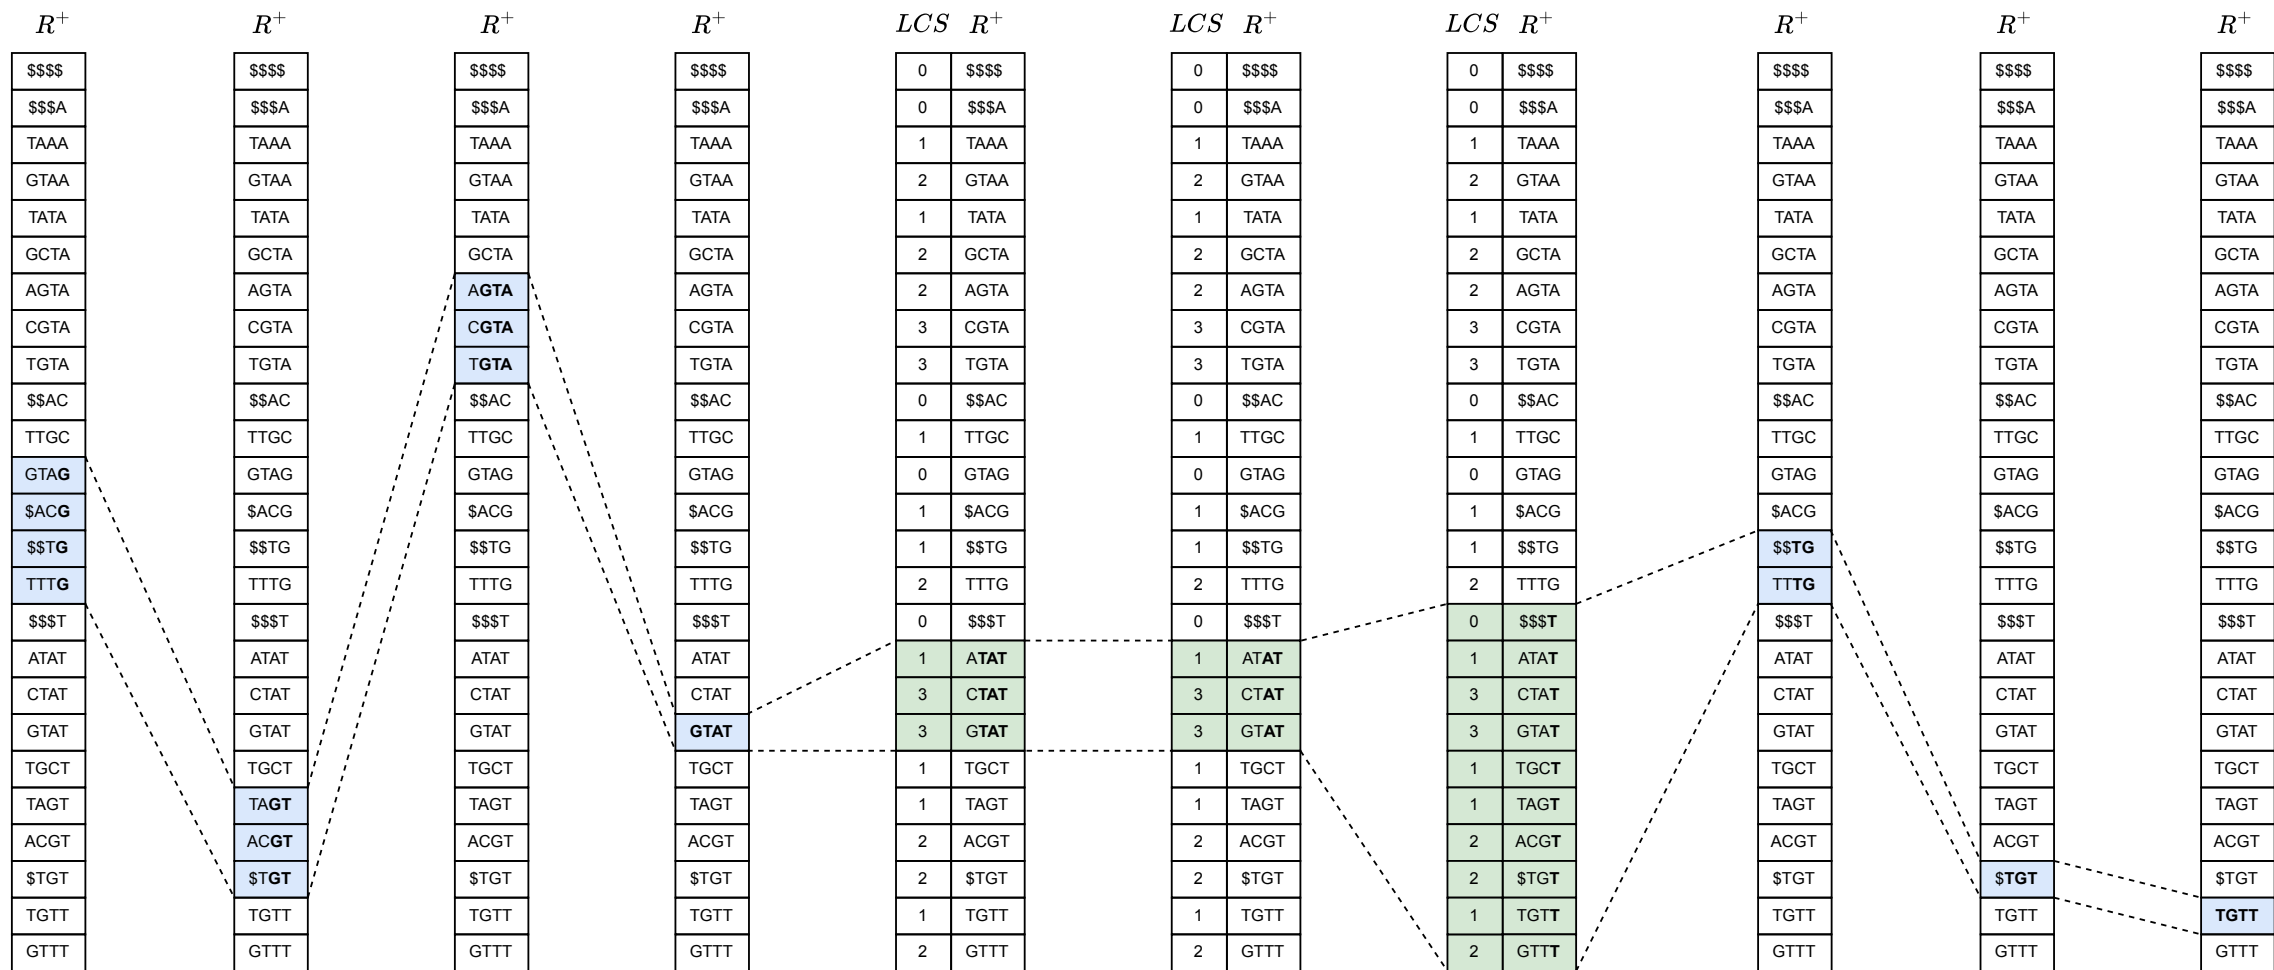 R⁺ R⁺ R⁺ R⁺ LCS R⁺ LCS R⁺ LCS R⁺ R⁺ R⁺ R⁺
$$$$ $$$$ $$$$ $$$$ 0 $$$$ 0 $$$$ 0 $$$$ $$$$ $$$$ $$$$
$$$A $$$A $$$A $$$A 0 $$$A 0 $$$A 0 $$$A $$$A $$$A $$$A
TAAA TAAA TAAA TAAA 1 TAAA 1 TAAA 1 TAAA TAAA TAAA TAAA
GTAA GTAA GTAA GTAA 2 GTAA 2 GTAA 2 GTAA GTAA GTAA GTAA
TATA TATA TATA TATA 1 TATA 1 TATA 1 TATA TATA TATA TATA
GCTA GCTA GCTA GCTA 2 GCTA 2 GCTA 2 GCTA GCTA GCTA GCTA
AGTA AGTA AGTA AGTA 2 AGTA 2 AGTA 2 AGTA AGTA AGTA AGTA
CGTA CGTA CGTA CGTA 3 CGTA 3 CGTA 3 CGTA CGTA CGTA CGTA
TGTA TGTA TGTA TGTA 3 TGTA 3 TGTA 3 TGTA TGTA TGTA TGTA
$$AC $$AC $$AC $$AC 0 $$AC 0 $$AC 0 $$AC $$AC $$AC $$AC
TTGC TTGC TTGC TTGC 1 TTGC 1 TTGC 1 TTGC TTGC TTGC TTGC
GTAG GTAG GTAG GTAG 0 GTAG 0 GTAG 0 GTAG GTAG GTAG GTAG
$ACG $ACG $ACG $ACG 1 $ACG 1 $ACG 1 $ACG $ACG $ACG $ACG
$$TG $$TG $$TG $$TG 1 $$TG 1 $$TG 1 $$TG $$TG $$TG $$TG
TTTG TTTG TTTG TTTG 2 TTTG 2 TTTG 2 TTTG TTTG TTTG TTTG
$$$T $$$T $$$T $$$T 0 $$$T 0 $$$T 0 $$$T $$$T $$$T $$$T
ATAT ATAT ATAT ATAT 1 ATAT 1 ATAT 1 ATAT ATAT ATAT ATAT
CTAT CTAT CTAT CTAT 3 CTAT 3 CTAT 3 CTAT CTAT CTAT CTAT
GTAT GTAT GTAT GTAT 3 GTAT 3 GTAT 3 GTAT GTAT GTAT GTAT
TGCT TGCT TGCT TGCT 1 TGCT 1 TGCT 1 TGCT TGCT TGCT TGCT
TAGT TAGT TAGT TAGT 1 TAGT 1 TAGT 1 TAGT TAGT TAGT TAGT
ACGT ACGT ACGT ACGT 2 ACGT 2 ACGT 2 ACGT ACGT ACGT ACGT
$TGT $TGT $TGT $TGT 2 $TGT 2 $TGT 2 $TGT $TGT $TGT $TGT
TGTT TGTT TGTT TGTT 1 TGTT 1 TGTT 1 TGTT TGTT TGTT TGTT
GTTT GTTT GTTT GTTT 2 GTTT 2 GTTT 2 GTTT GTTT GTTT GTTT